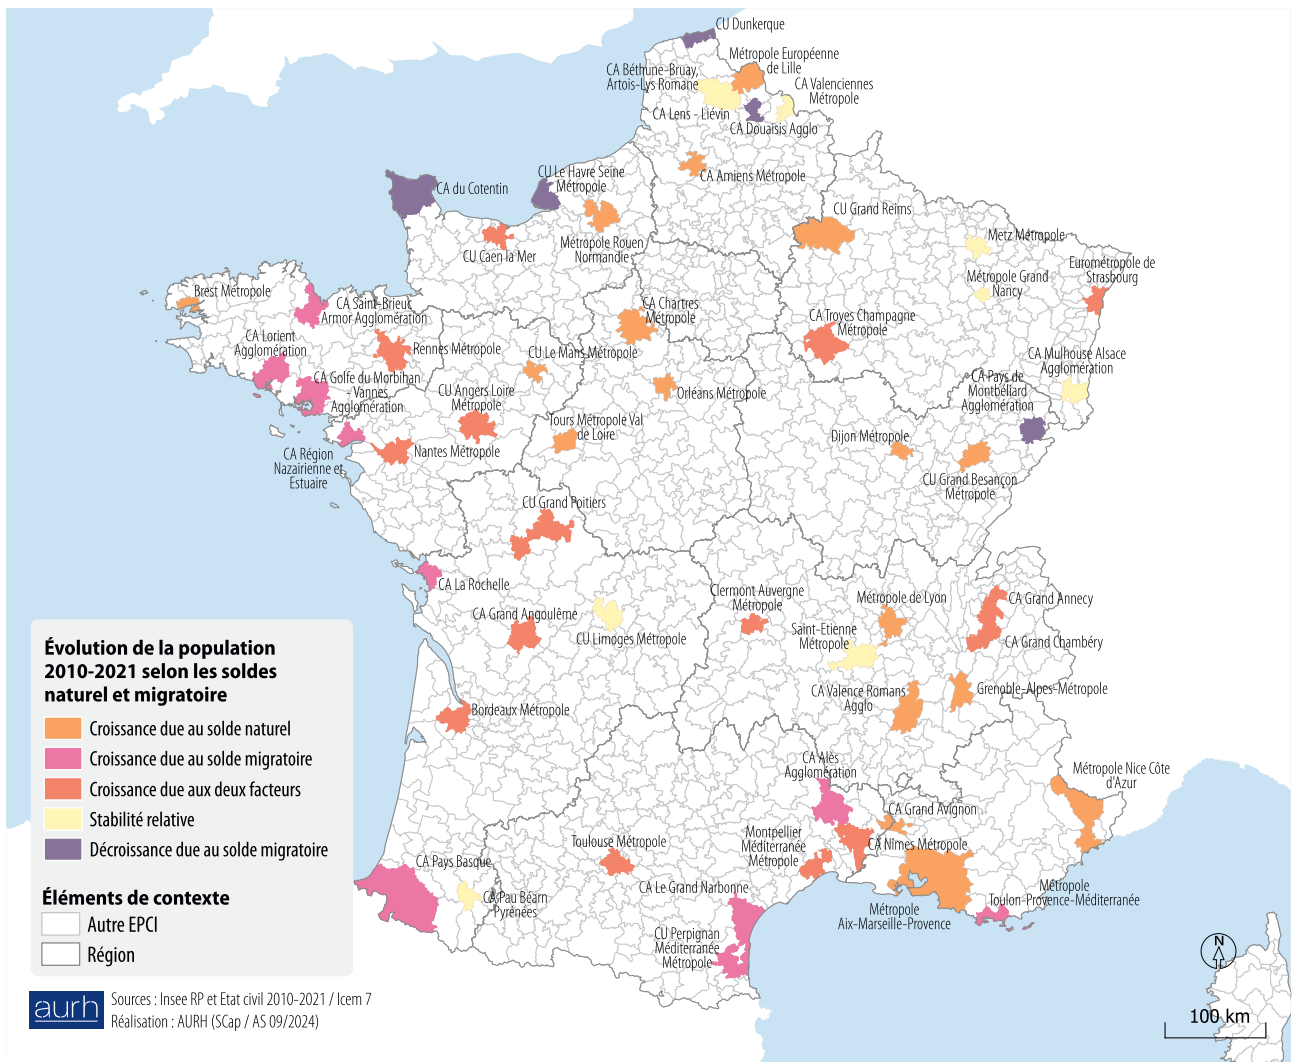 CU Dunkerque
Métropole Européenne
de Lille
CA Béthune-Bruay,
Artois-Lys Romane
CA Valenciennes
Métropole
CA Lens - Liévin
CA Douaisis Agglo
CA Amiens Métropole
CA du Cotentin
CU Le Havre Seine
Métropole
CU Caen la Mer
Métropole Rouen
Normandie
CU Grand Reims
Metz Métropole
Métropole Grand
Nancy
Eurométropole de
Strasbourg
Brest Métropole
CA Saint-Brieuc
Armor Agglomération
CA Lorient
Agglomération
Rennes Métropole
CA Golfe du Morbihan
- Vannes
Agglomération
CA Chartres
Métropole
CU Le Mans Métropole
CA Troyes Champagne
Métropole
CA Mulhouse Alsace
Agglomération
CA Pays de
Montbéliard
Agglomération
CU Angers Loire
Métropole
Orléans Métropole
Tours Métropole Val
de Loire
Dijon Métropole
CU Grand Besançon
Métropole
CA Région
Nazairienne et
Estuaire
Nantes Métropole
CU Grand Poitiers
CA La Rochelle
CA Grand Angoulême
CU Limoges Métropole
Clermont Auvergne
Métropole
Métropole de Lyon
CA Grand Annecy
Saint-Etienne
Métropole
CA Grand Chambéry
CA Valence Romans
Agglo
Grenoble-Alpes-Métropole
Bordeaux Métropole
CA Alès
Agglomération
Métropole Nice Côte
d'Azur
CA Grand Avignon
CA Nîmes Métropole
Montpellier
Méditerranée
Métropole
Toulouse Métropole
CA Pays Basque
CA Pau Béarn
Pyrénées
CA Le Grand Narbonne
CU Perpignan
Méditerranée
Métropole
Métropole
Aix-Marseille-Provence
Métropole
Toulon-Provence-Méditerranée
Évolution de la population
2010-2021 selon les soldes
naturel et migratoire
Croissance due au solde naturel
Croissance due au solde migratoire
Croissance due aux deux facteurs
Stabilité relative
Décroissance due au solde migratoire
Éléments de contexte
Autre EPCI
Région
aurh
Sources : Insee RP et Etat civil 2010-2021 / Icem 7
Réalisation : AURH (SCap / AS 09/2024)
N
100 km